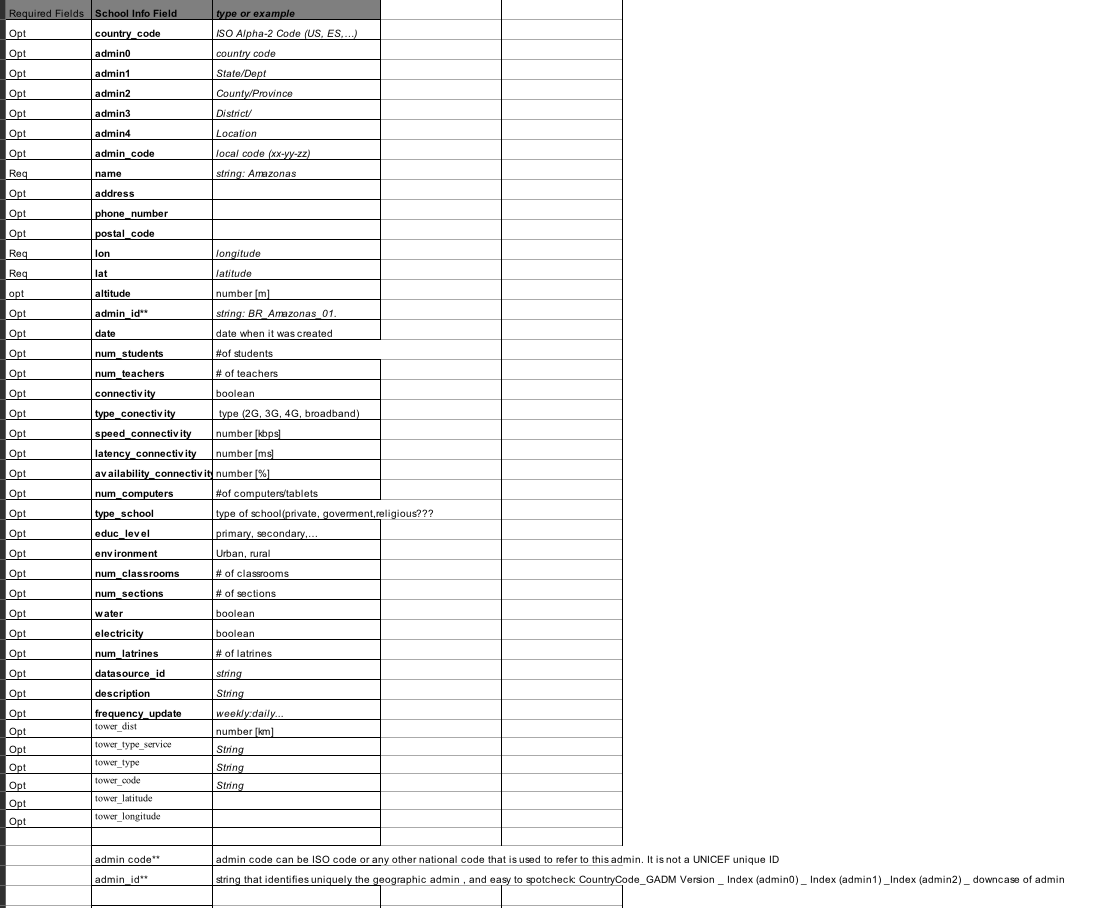 Required Fields School Info Field type or example
Opt country_code ISO Alpha-2 Code (US, ES,...)
Opt admin0 country code
Opt admin1 State/Dept
Opt admin2 County/Province
Opt admin3 District/
Opt admin4 Location
Opt admin_code local code (xx-yy-zz)
Req name string: Amazonas
Opt address
Opt phone_number
Opt postal_code
Req lon longitude
Req lat latitude
opt altitude number [m]
Opt admin_id** string: BR_Amazonas_01.
Opt date date when it was created
Opt num_students #of students
Opt num_teachers # of teachers
Opt connectivity boolean
Opt type_conectivity type (2G, 3G, 4G, broadband)
Opt speed_connectivity number [kbps]
Opt latency_connectivity number [ms]
Opt availability_connectivity number [%]
Opt num_computers #of computers/tablets
Opt type_school type of school(private, goverment,religious???
Opt educ_level primary, secondary,...
Opt environment Urban, rural
Opt num_classrooms # of classrooms
Opt num_sections # of sections
Opt water boolean
Opt electricity boolean
Opt num_latrines # of latrines
Opt datasource_id string
Opt description String
Opt frequency_update weekly:daily...
Opt tower_dist number [km]
Opt tower_type_service String
Opt tower_type String
Opt tower_code String
Opt tower_latitude
Opt tower_longitude
admin code** admin code can be ISO code or any other national code that is used to refer to this admin. It is not a UNICEF unique ID
admin_id** string that identifies uniquely the geographic admin , and easy to spotcheck: CountryCode_GADM Version _ Index (admin0) _ Index (admin1) _Index (admin2) _ downcase of admin